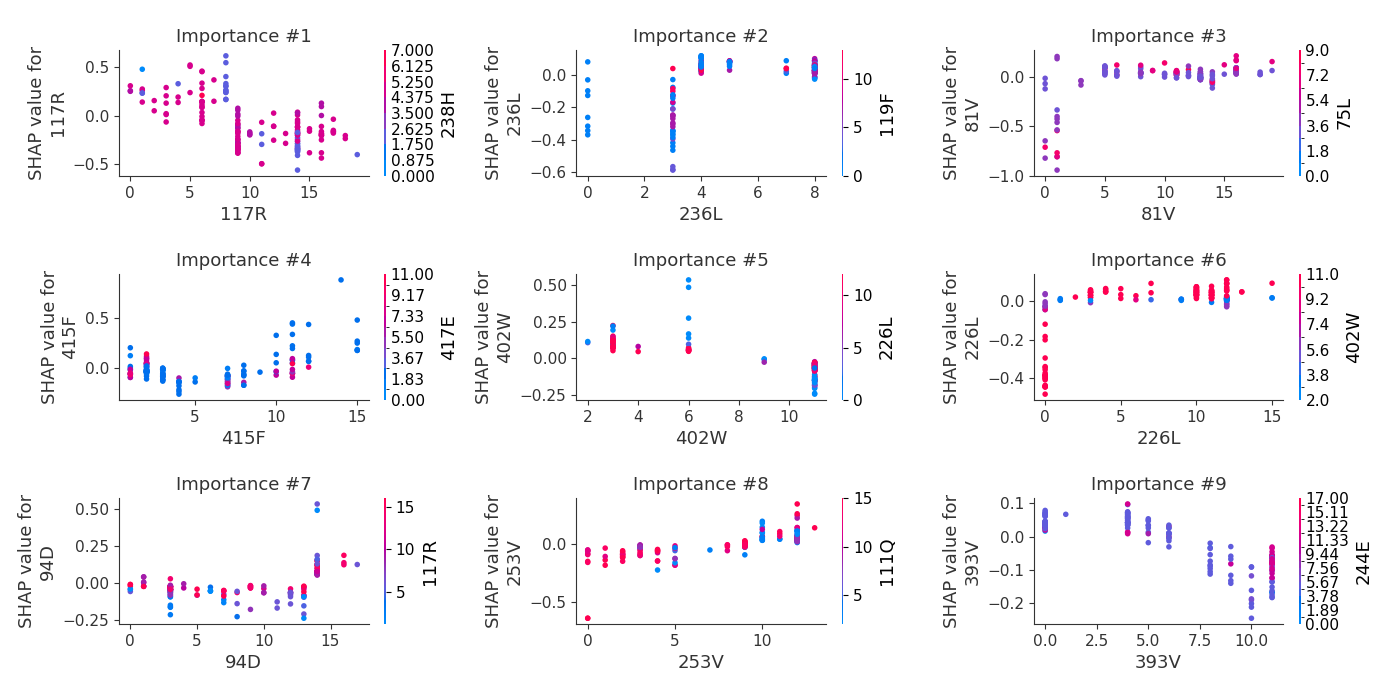 Importance #1
SHAP value for
117R
0.5
0.0
−0.5
0
5
10
15
117R
7.000
6.125
5.250
4.375
3.500
2.625
1.750
0.875
0.000
238H
Importance #2
SHAP value for
236L
0.0
−0.2
−0.4
−0.6
0
2
4
6
8
236L
10
5
0
119F
Importance #3
SHAP value for
81V
0.0
−0.5
−1.0
0
5
10
15
81V
9.0
7.2
5.4
3.6
1.8
0.0
75L
Importance #4
SHAP value for
415F
0.5
0.0
5
10
15
415F
11.00
9.17
7.33
5.50
3.67
1.83
0.00
417E
Importance #5
SHAP value for
402W
0.50
0.25
0.00
−0.25
2
4
6
8
10
402W
10
5
0
226L
Importance #6
SHAP value for
226L
0.0
−0.2
−0.4
0
5
10
15
226L
11.0
9.2
7.4
5.6
3.8
2.0
402W
Importance #7
SHAP value for
94D
0.50
0.25
0.00
−0.25
0
5
10
15
94D
15
10
5
117R
Importance #8
SHAP value for
253V
0.0
−0.5
0
5
10
253V
15
10
5
111Q
Importance #9
SHAP value for
393V
0.1
0.0
−0.1
−0.2
0.0
2.5
5.0
7.5
10.0
393V
17.00
15.11
13.22
11.33
9.44
7.56
5.67
3.78
1.89
0.00
244E